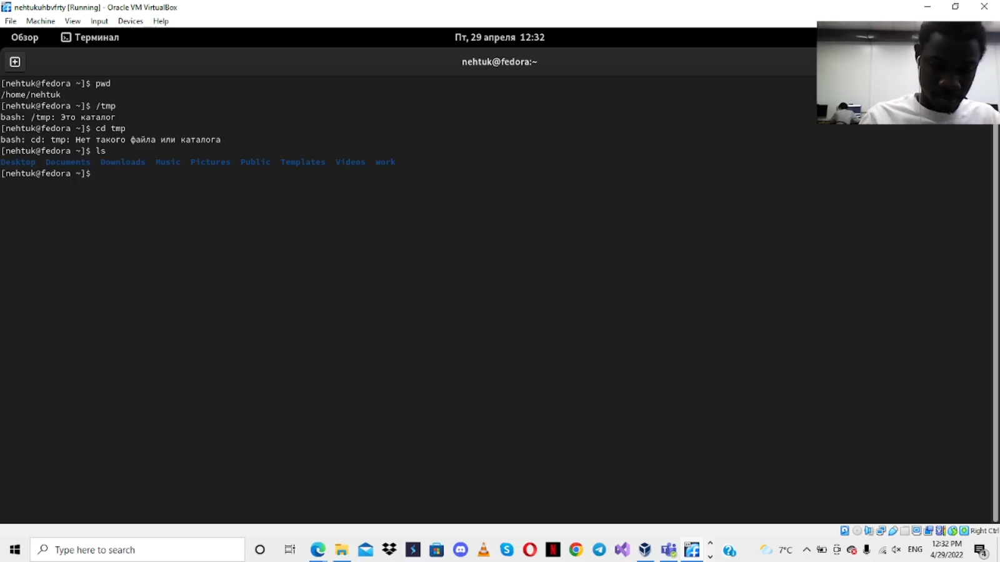 nehtukuhbvfrty [Running] - Oracle VM VirtualBox
File Machine View Input Devices Help
Обзор Терминал Пт, 29 апреля 12:32
nehtuk@fedora:~
[nehtuk@fedora ~]$ pwd
/home/nehtuk
[nehtuk@fedora ~]$ /tmp
bash: /tmp: Это каталог
[nehtuk@fedora ~]$ cd tmp
bash: cd: tmp: Нет такого файла или каталога
[nehtuk@fedora ~]$ ls
Desktop Documents Downloads Music Pictures Public Templates Videos work
[nehtuk@fedora ~]$
Right Ctrl
Type here to search
7°C
ENG
12:32 PM
4/29/2022
4